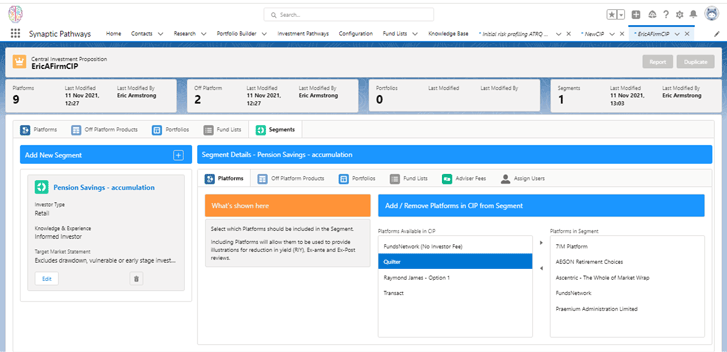 Search...
Synaptic Pathways
Home
Contacts
Research
Portfolio Builder
Investment Pathways
Configuration
Fund Lists
Knowledge Base
* Initial risk profiling ATRQ ...
* NewCIP
* EricAFirmCIP
Central Investment Proposition
EricAFirmCIP
Report
Duplicate
Platforms
9
Last Modified
11 Nov 2021,
12:27
Last Modified By
Eric Armstrong
Off Platform
2
Last Modified
11 Nov 2021,
12:27
Last Modified By
Eric Armstrong
Portfolios
0
Last Modified
Last Modified By
Segments
1
Last Modified
11 Nov 2021,
13:03
Last Modified By
Eric Armstrong
Platforms
Off Platform Products
Portfolios
Fund Lists
Segments
Add New Segment
Pension Savings - accumulation
Investor Type
Retail
Knowledge & Experience
Informed Investor
Target Market Statement
Excludes drawdown, vulnerable or early stage invest...
Edit
Segment Details - Pension Savings - accumulation
Platforms
Off Platform Products
Portfolios
Fund Lists
Adviser Fees
Assign Users
What's shown here
Select which Platforms should be included in the Segment.
Including Platforms will allow them to be used to provide
illustrations for reduction in yield (RIY), Ex-ante and Ex-Post
reviews.
Add / Remove Platforms in CIP from Segment
Platforms Available in CIP
FundsNetwork (No Investor Fee)
Quilter
Raymond James - Option 1
Transact
Platforms in Segment
TIM Platform
AEGON Retirement Choices
Ascentric - The Whole of Market Wrap
FundsNetwork
Praemium Administration Limited